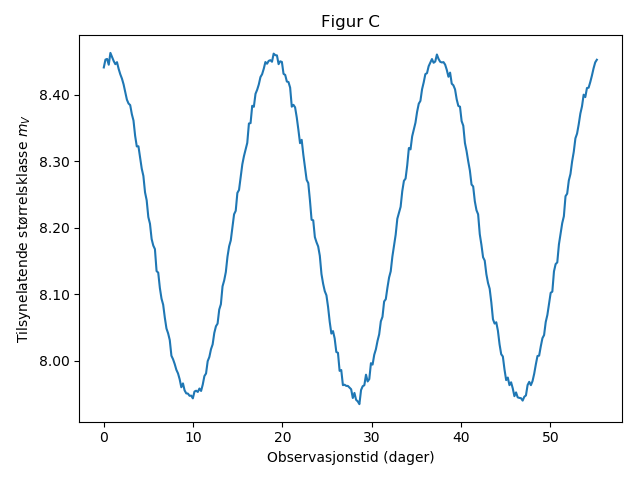 Figur C
Tilsynelatende størrelsklasse $m_V$
8.40
8.30
8.20
8.10
8.00
0 10 20 30 40 50
Observasjonstid (dager)